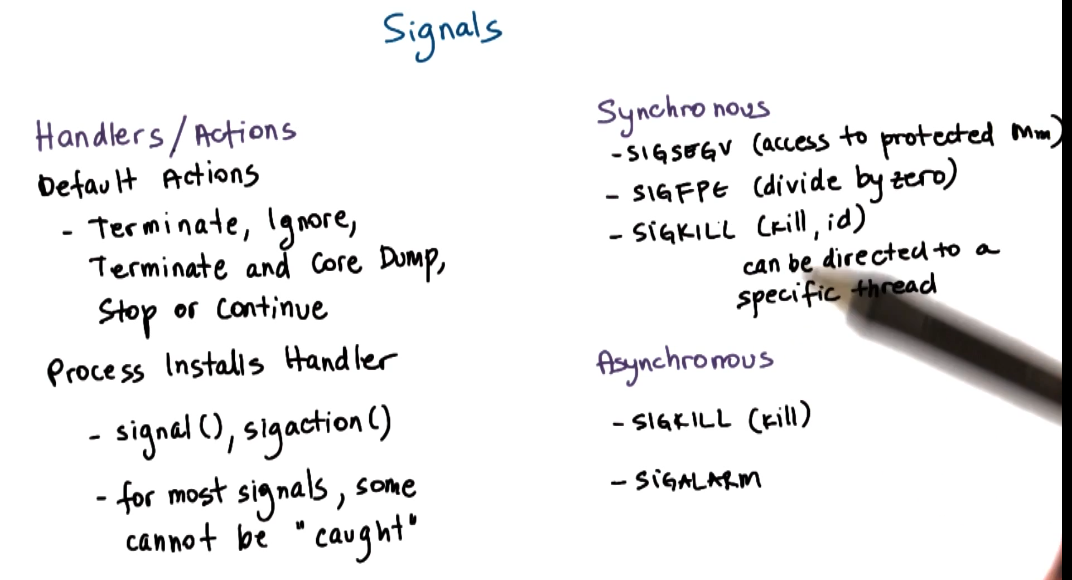 Signals
Handlers/Actions
Default Actions
- Terminate, Ignore,
Terminate and Core Dump,
Stop or Continue
Process Installs Handler
- signal(), sigaction()
- for most signals, some
cannot be "caught"
Synchronous
- SIGSEGV (access to protected Mm)
- SIGFPE (divide by zero)
- SIGKILL (kill, id)
can be directed to a
specific thread
Asynchronous
- SIGKILL (kill)
- SIGALARM